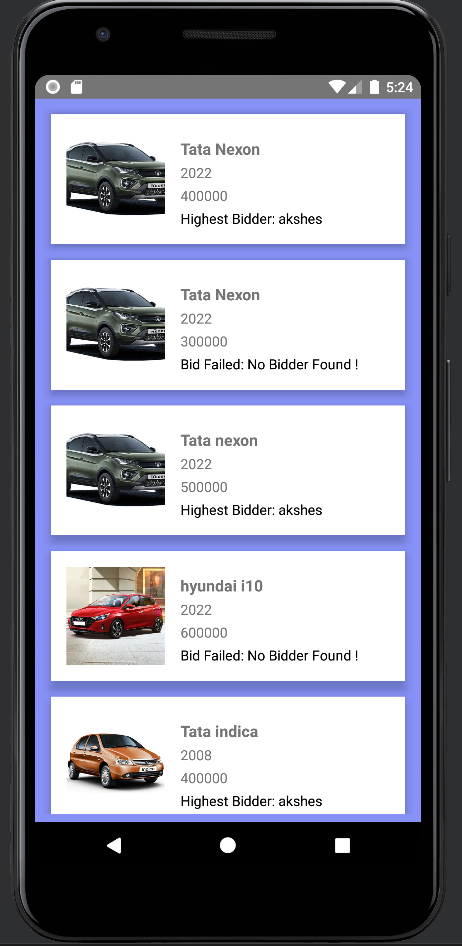 5:24
Tata Nexon
2022
400000
Highest Bidder: akshes
Tata Nexon
2022
300000
Bid Failed: No Bidder Found !
Tata nexon
2022
500000
Highest Bidder: akshes
hyundai i10
2022
600000
Bid Failed: No Bidder Found !
Tata indica
2008
400000
Highest Bidder: akshes